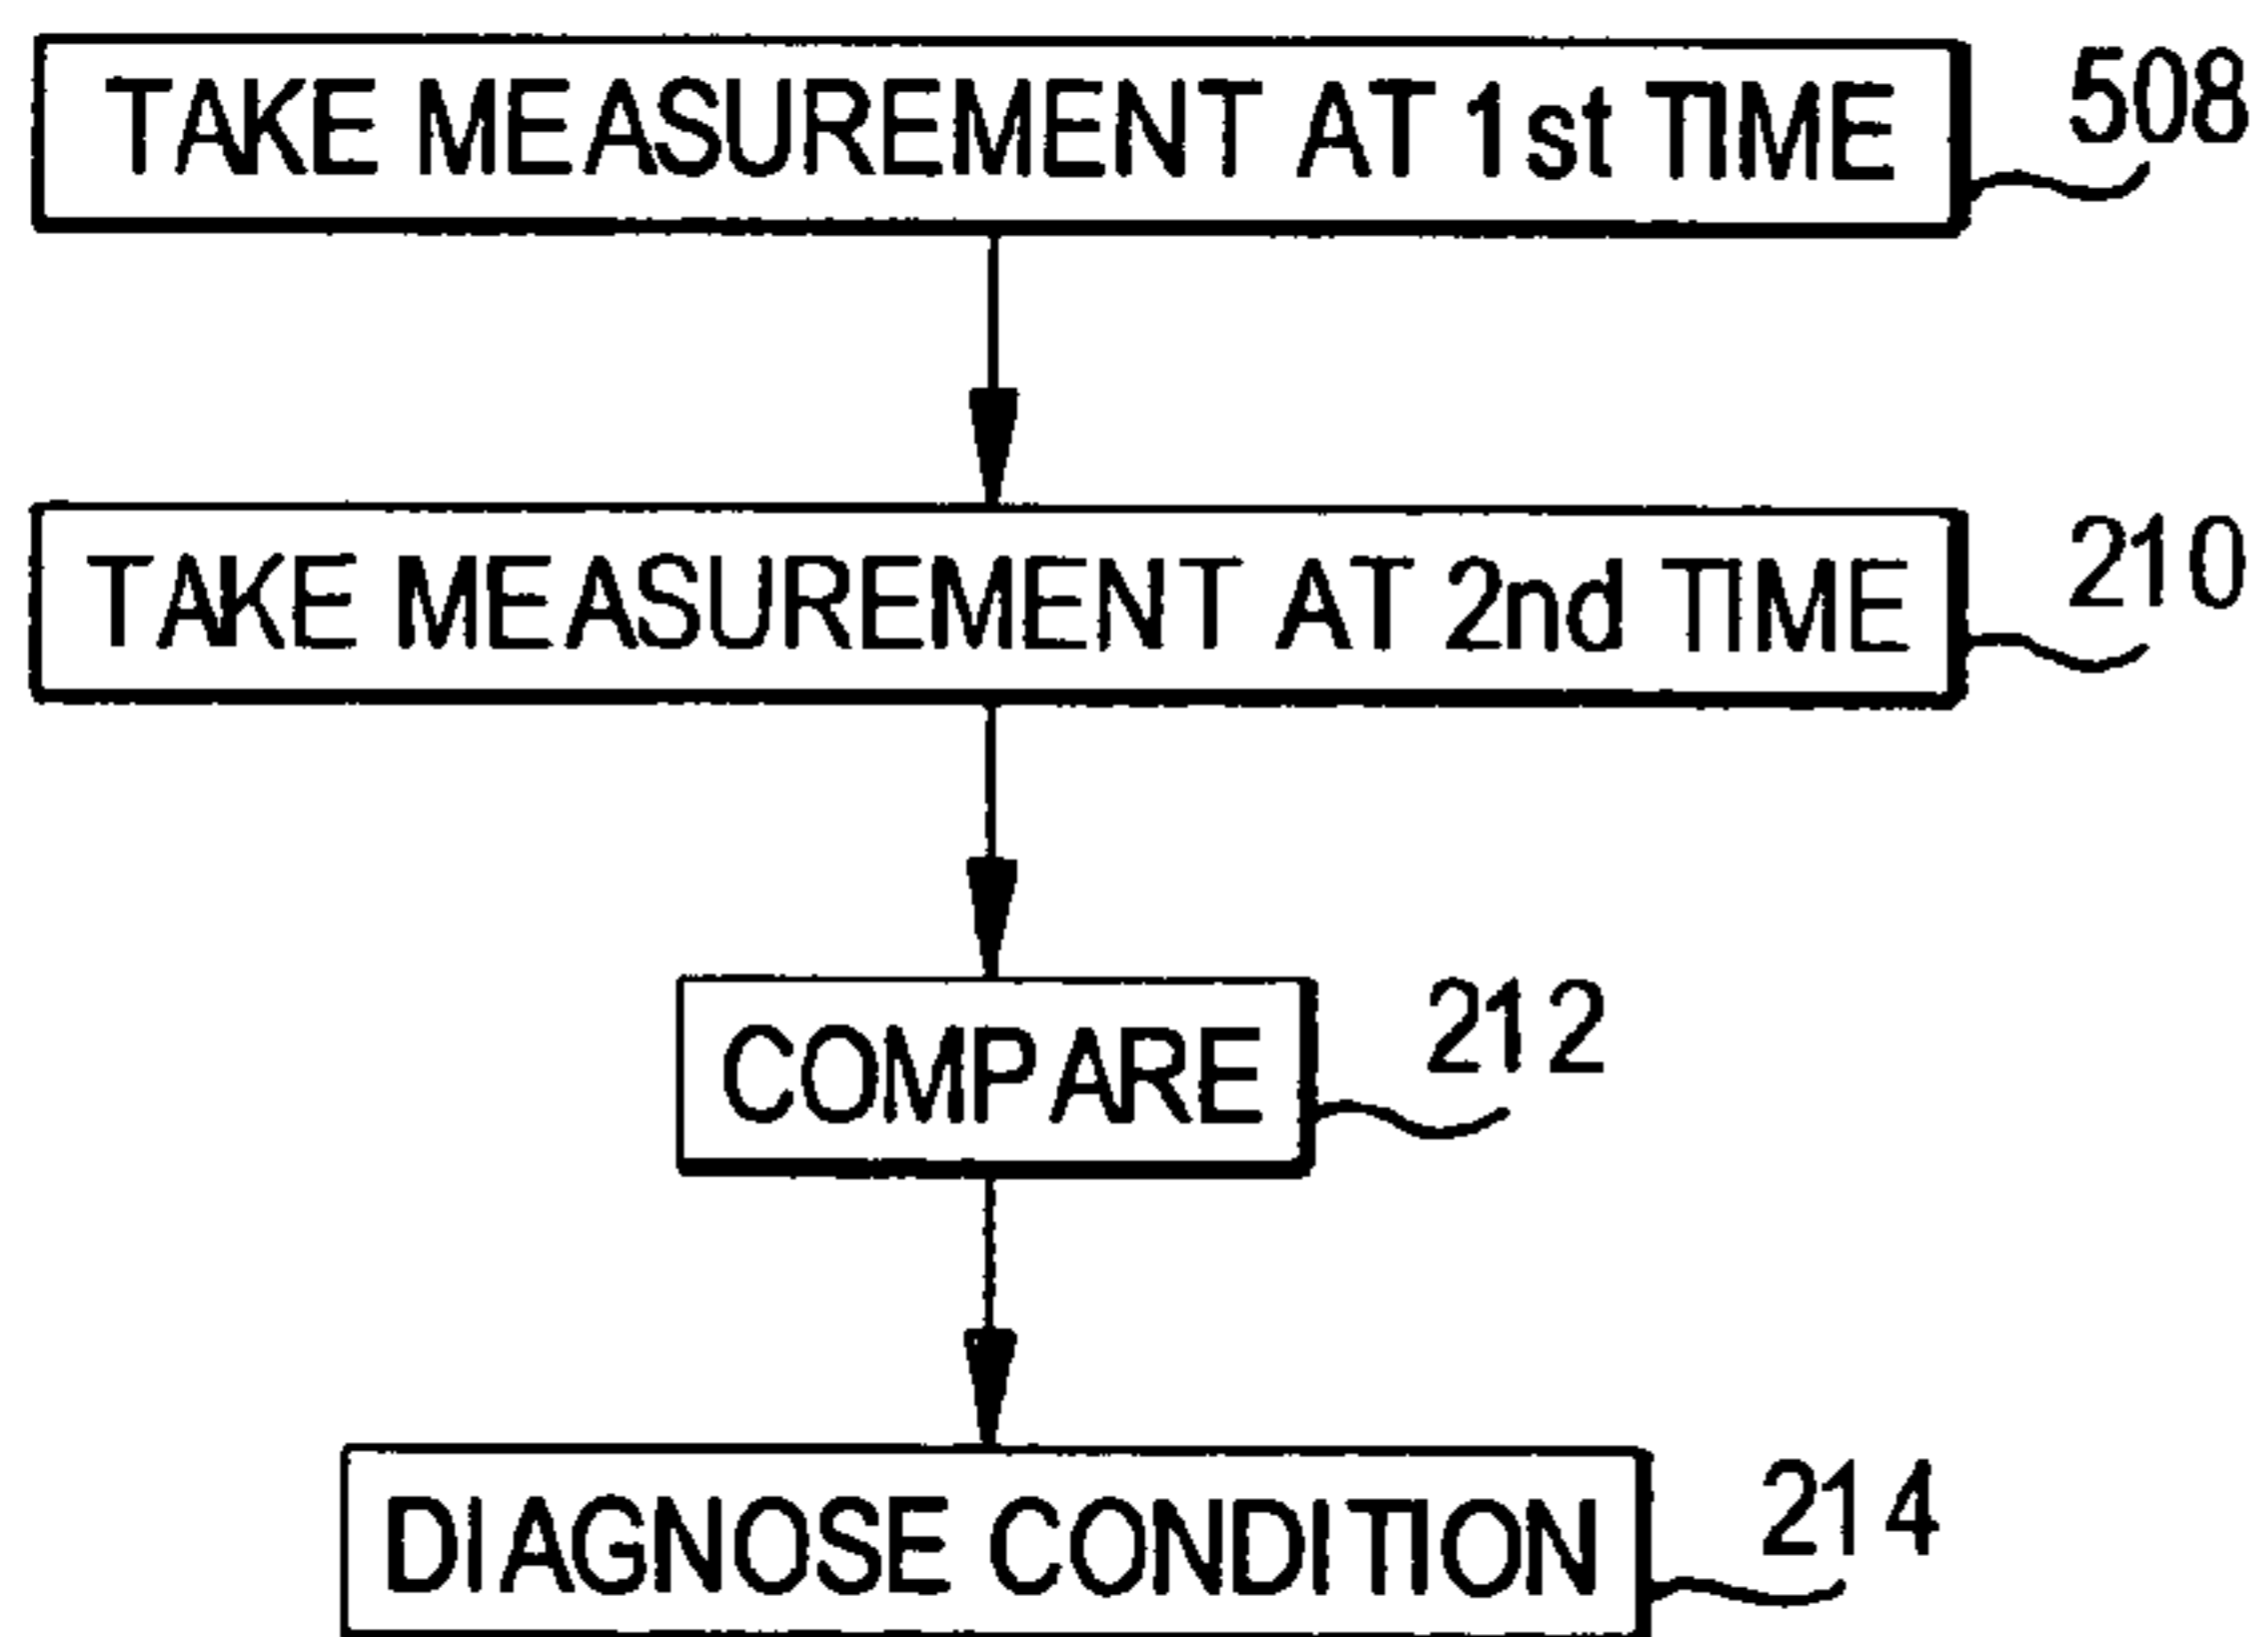 TAKE MEASUREMENT AT 1st TIME 508
TAKE MEASUREMENT AT 2nd TIME 210
COMPARE 212
DIAGNOSE CONDITION 214